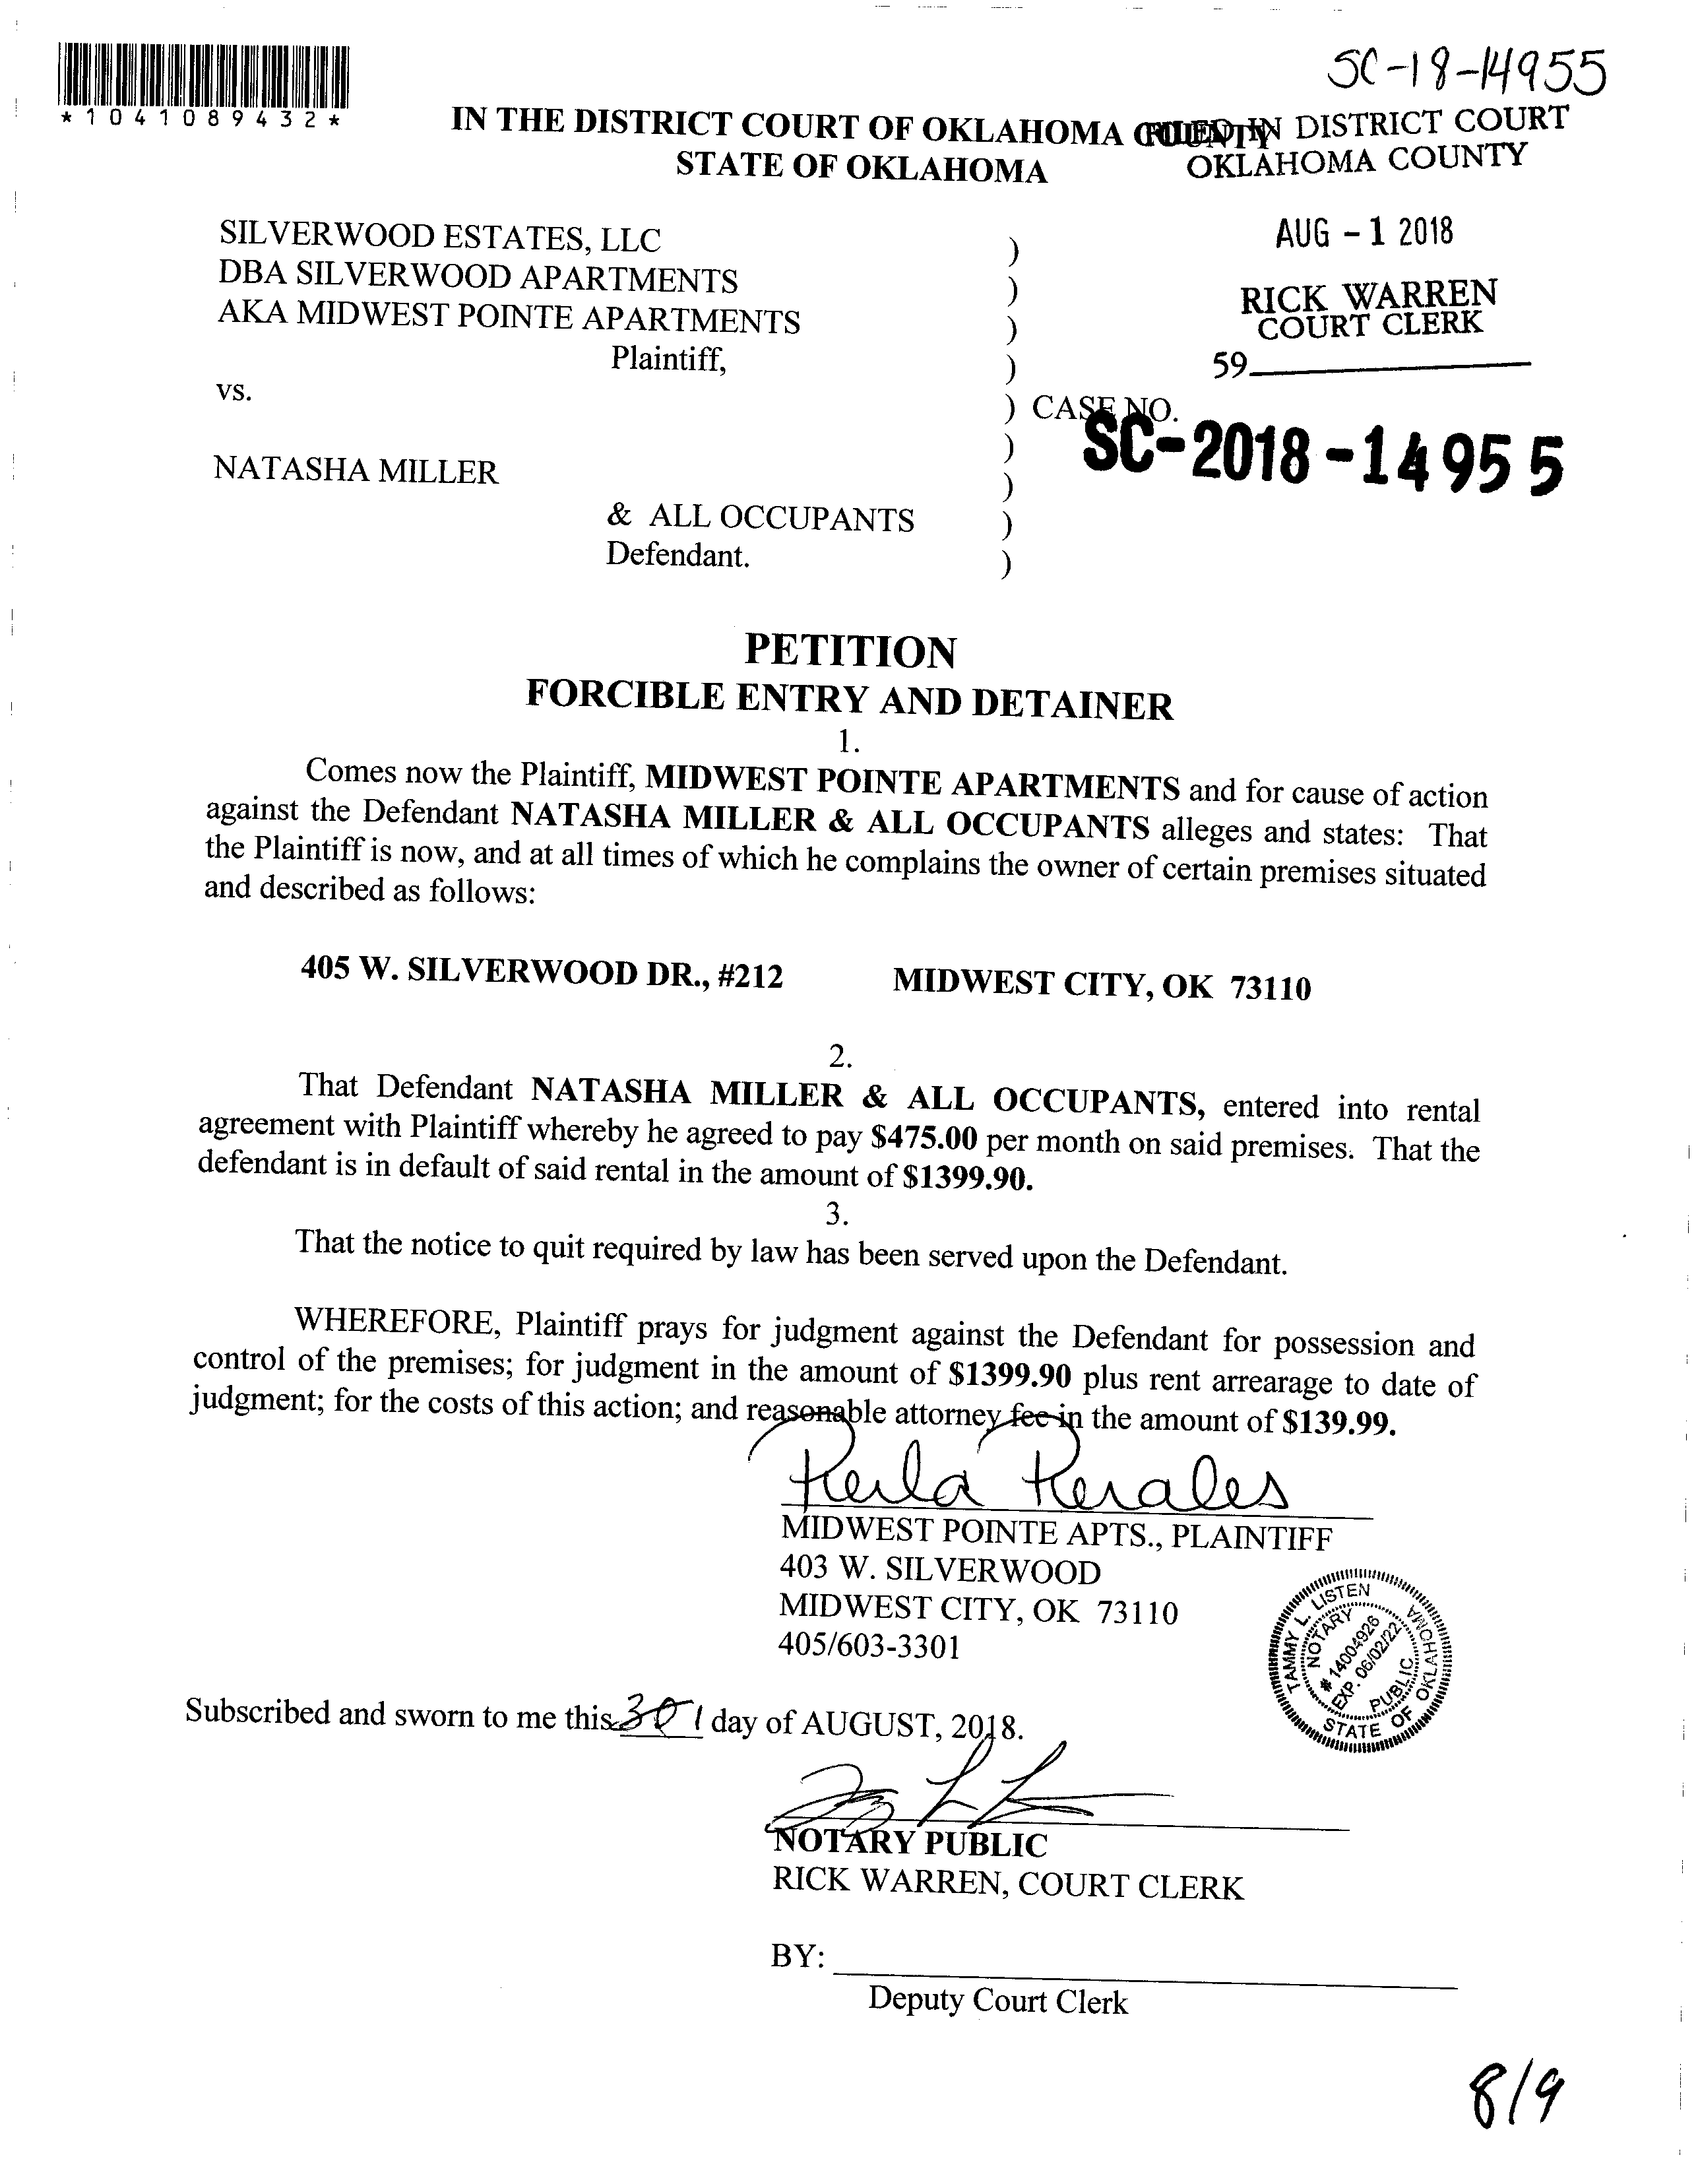 SC-18-14955
*1041089432*
IN THE DISTRICT COURT OF OKLAHOMA COUNTY
STATE OF OKLAHOMA
FILED IN DISTRICT COURT
OKLAHOMA COUNTY
AUG - 1 2018
RICK WARREN
COURT CLERK
59
SILVERWOOD ESTATES, LLC )
DBA SILVERWOOD APARTMENTS )
AKA MIDWEST POINTE APARTMENTS )
Plaintiff, )
vs. ) CASE NO.
SC-2018-14955
)
NATASHA MILLER )
& ALL OCCUPANTS )
Defendant. )
PETITION
FORCIBLE ENTRY AND DETAINER
1.
Comes now the Plaintiff, MIDWEST POINTE APARTMENTS and for cause of action
against the Defendant NATASHA MILLER & ALL OCCUPANTS alleges and states: That
the Plaintiff is now, and at all times of which he complains the owner of certain premises situated
and described as follows:
405 W. SILVERWOOD DR., #212 MIDWEST CITY, OK 73110
2.
That Defendant NATASHA MILLER & ALL OCCUPANTS, entered into rental
agreement with Plaintiff whereby he agreed to pay $475.00 per month on said premises. That the
defendant is in default of said rental in the amount of $1399.90.
3.
That the notice to quit required by law has been served upon the Defendant.
WHEREFORE, Plaintiff prays for judgment against the Defendant for possession and
control of the premises; for judgment in the amount of $1399.90 plus rent arrearage to date of
judgment; for the costs of this action; and reasonable attorney fee in the amount of $139.99.
Perla Perales
MIDWEST POINTE APTS., PLAINTIFF
403 W. SILVERWOOD
MIDWEST CITY, OK 73110
405/603-3301
TAMMY L. LISTEN
NOTARY
# 14004926
EXP. 06/02/22
PUBLIC
STATE OF OKLAHOMA
Subscribed and sworn to me this 1 day of AUGUST, 2018.
NOTARY PUBLIC
RICK WARREN, COURT CLERK
BY:
Deputy Court Clerk
8/9